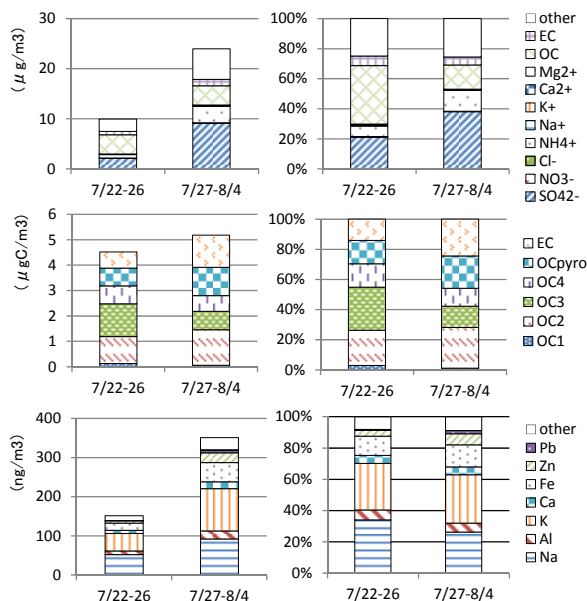 (μg/m3)
30
20
10
0
7/22-26
7/27-8/4
100%
80%
60%
40%
20%
0%
7/22-26
7/27-8/4
other
EC
OC
Mg2+
Ca2+
K+
Na+
NH4+
Cl-
NO3-
SO42-
(μgC/m3)
6
5
4
3
2
1
0
7/22-26
7/27-8/4
100%
80%
60%
40%
20%
0%
7/22-26
7/27-8/4
EC
OCpyro
OC4
OC3
OC2
OC1
(ng/m3)
400
300
200
100
0
7/22-26
7/27-8/4
100%
80%
60%
40%
20%
0%
7/22-26
7/27-8/4
other
Pb
Zn
Fe
Ca
K
Al
Na